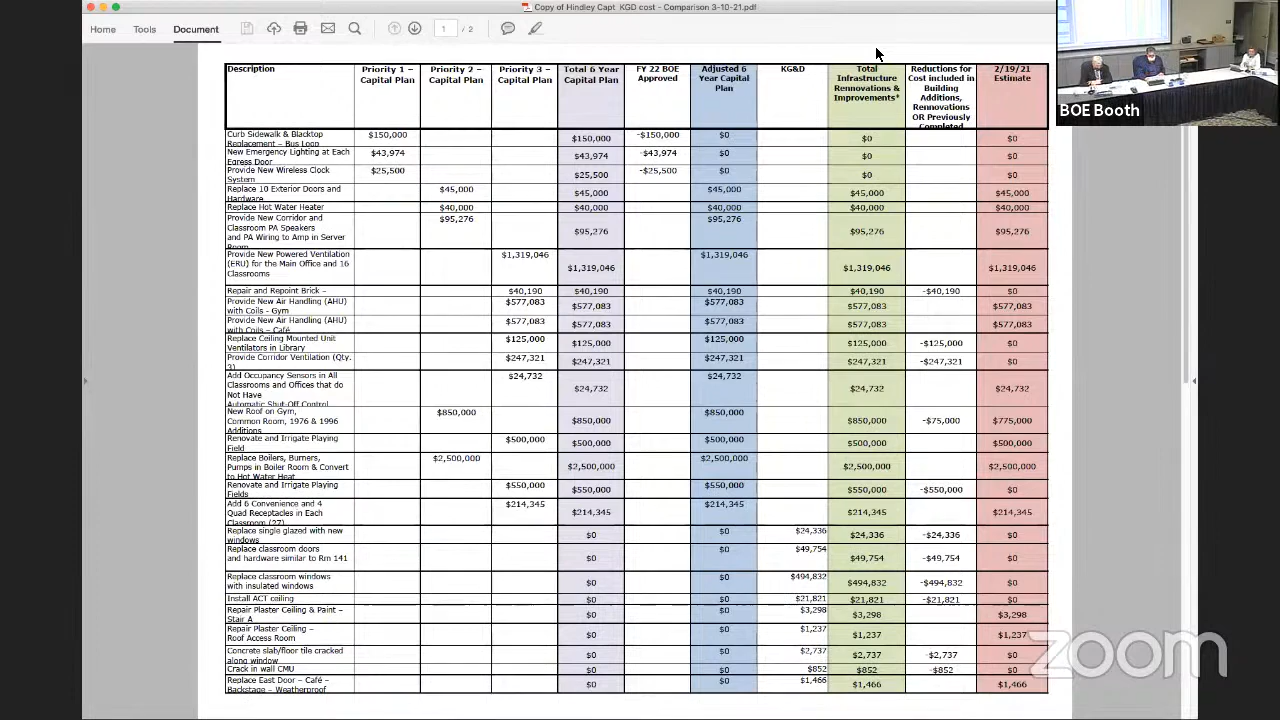 Copy of Hindley Capt KGD cost - Comparison 3-10-21.pdf
Home Tools Document 1 / 2
BOE Booth
Description Priority 1 – Capital Plan Priority 2 – Capital Plan Priority 3 – Capital Plan Total 6 Year Capital Plan FY 22 BOE Approved Adjusted 6 Year Capital Plan KG&D Total Infrastructure Rennovations & Improvements* Reductions for Cost included in Building Additions, Rennovations OR Previously Completed 2/19/21 Estimate
Curb Sidewalk & Blacktop Replacement – Bus Loop $150,000 $150,000 -$150,000 $0 $0 $0
New Emergency Lighting at Each Egress Door $43,974 $43,974 -$43,974 $0 $0 $0
Provide New Wireless Clock System $25,500 $25,500 -$25,500 $0 $0 $0
Replace 10 Exterior Doors and Hardware $45,000 $45,000 $45,000 $45,000 $45,000
Replace Hot Water Heater $40,000 $40,000 $40,000 $40,000 $40,000
Provide New Corridor and Classroom PA Speakers and PA Wiring to Amp in Server Room $95,276 $95,276 $95,276 $95,276 $95,276
Provide New Powered Ventilation (ERU) for the Main Office and 16 Classrooms $1,319,046 $1,319,046 $1,319,046 $1,319,046 $1,319,046
Repair and Repoint Brick – $40,190 $40,190 $40,190 $40,190 -$40,190 $0
Provide New Air Handling (AHU) with Coils - Gym $577,083 $577,083 $577,083 $577,083 $577,083
Provide New Air Handling (AHU) with Coils – Café $577,083 $577,083 $577,083 $577,083 $577,083
Replace Ceiling Mounted Unit Ventilators in Library $125,000 $125,000 $125,000 $125,000 -$125,000 $0
Provide Corridor Ventilation (Qty. 3) $247,321 $247,321 $247,321 $247,321 -$247,321 $0
Add Occupancy Sensors in All Classrooms and Offices that do Not Have Automatic Shut-Off Control $24,732 $24,732 $24,732 $24,732 $24,732
New Roof on Gym, Common Room, 1976 & 1996 Additions $850,000 $850,000 $850,000 $850,000 -$75,000 $775,000
Renovate and Irrigate Playing Field $500,000 $500,000 $500,000 $500,000 $500,000
Replace Boilers, Burners, Pumps in Boiler Room & Convert to Hot Water Heat $2,500,000 $2,500,000 $2,500,000 $2,500,000 $2,500,000
Renovate and Irrigate Playing Fields $550,000 $550,000 $550,000 $550,000 -$550,000 $0
Add 6 Convenience and 4 Quad Receptacles in Each Classroom (27) $214,345 $214,345 $214,345 $214,345 $214,345
Replace single glazed with new windows $0 $0 $24,336 $24,336 -$24,336 $0
Replace classroom doors and hardware similar to Rm 141 $0 $0 $49,754 $49,754 -$49,754 $0
Replace classroom windows with insulated windows $0 $0 $494,832 $494,832 -$494,832 $0
Install ACT ceiling $0 $0 $21,821 $21,821 -$21,821 $0
Repair Plaster Ceiling & Paint – Stair A $0 $0 $3,298 $3,298 $3,298
Repair Plaster Ceiling – Roof Access Room $0 $0 $1,237 $1,237 $1,237
Concrete slab/floor tile cracked along window $0 $0 $2,737 $2,737 -$2,737 $0
Crack in wall CMU $0 $0 $852 $852 -$852 $0
Replace East Door – Café – Backstage – Weatherproof $0 $0 $1,466 $1,466 $1,466
zoom